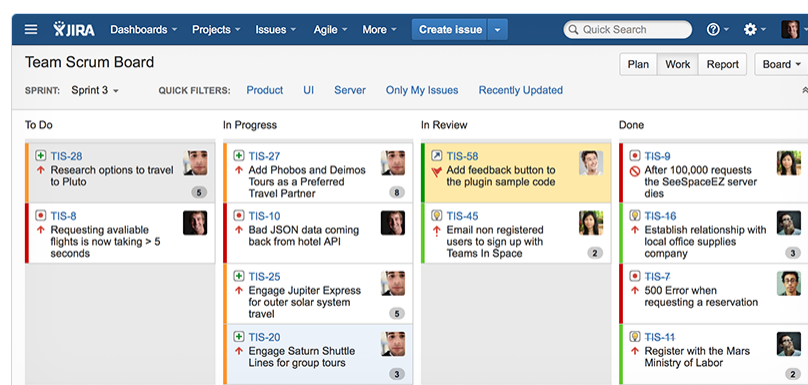 JIRA Dashboards Projects Issues Agile More Create issue Quick Search
Team Scrum Board Plan Work Report Board
SPRINT: Sprint 3 QUICK FILTERS: Product UI Server Only My Issues Recently Updated
To Do
TIS-28
Research options to travel
to Pluto
5
TIS-8
Requesting avaliable
flights is now taking > 5
seconds
In Progress
TIS-27
Add Phobos and Deimos
Tours as a Preferred
Travel Partner
8
TIS-10
Bad JSON data coming
back from hotel API
TIS-25
Engage Jupiter Express
for outer solar system
travel
5
TIS-20
Engage Saturn Shuttle
Lines for group tours
3
In Review
TIS-58
Add feedback button to
the plugin sample code
TIS-45
Email non registered
users to sign up with
Teams In Space
2
Done
TIS-9
After 100,000 requests
the SeeSpaceEZ server
dies
TIS-16
Establish relationship with
local office supplies
company
3
TIS-7
500 Error when
requesting a reservation
TIS-11
Register with the Mars
Ministry of Labor
2